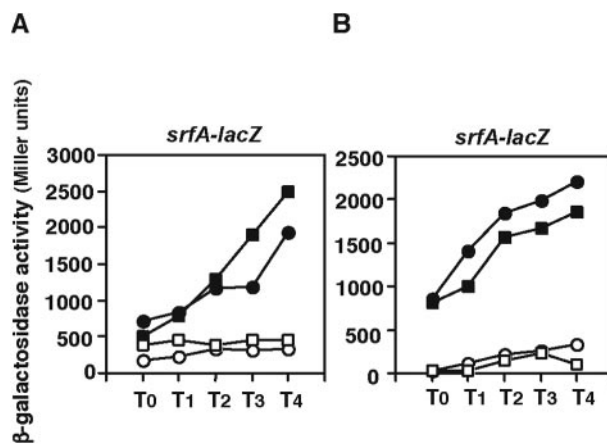 A
B
β-galactosidase activity (Miller units)
srfA-lacZ
3000
2500
2000
1500
1000
500
0
T0 T1 T2 T3 T4
srfA-lacZ
2500
2000
1500
1000
500
0
T0 T1 T2 T3 T4